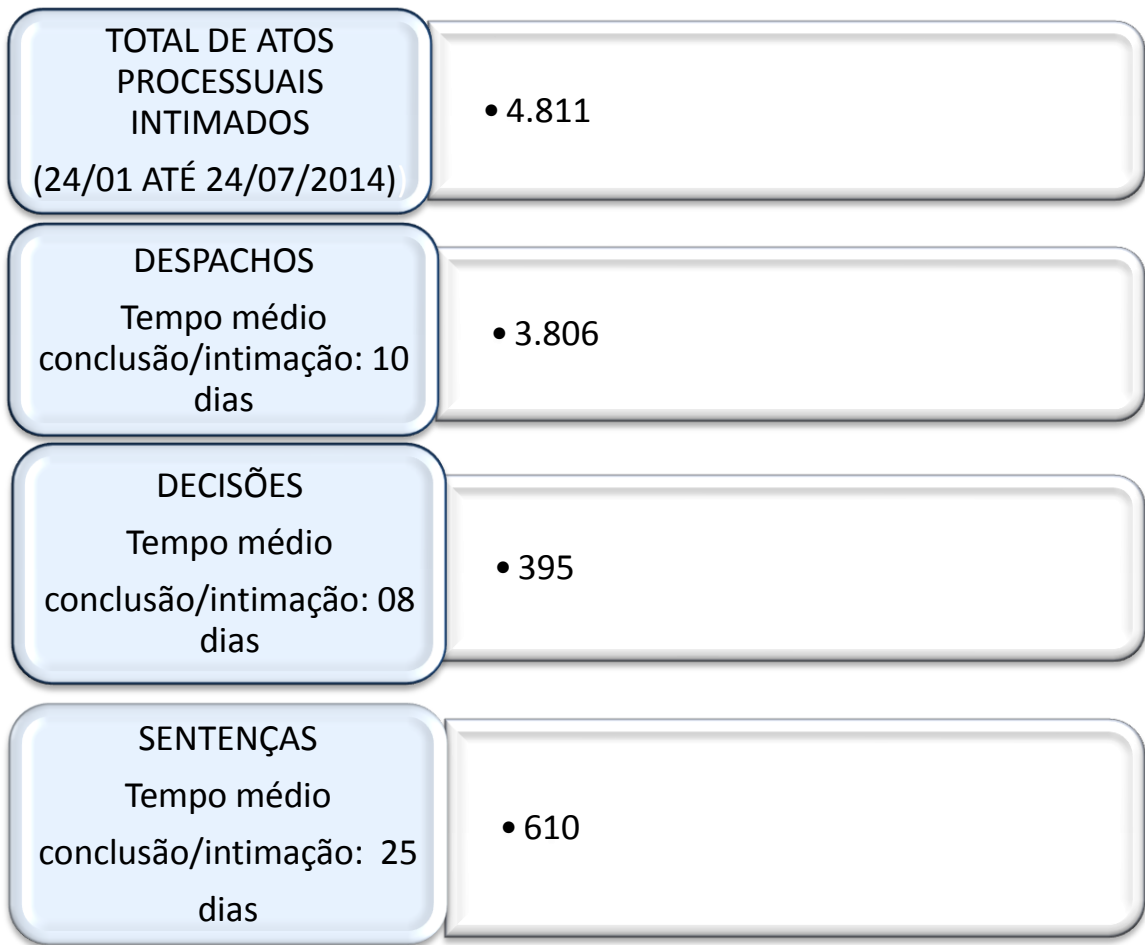 TOTAL DE ATOS
PROCESSUAIS
INTIMADOS
(24/01 ATÉ 24/07/2014))
• 4.811
DESPACHOS
Tempo médio
conclusão/intimação: 10
dias
• 3.806
DECISÕES
Tempo médio
conclusão/intimação: 08
dias
• 395
SENTENÇAS
Tempo médio
conclusão/intimação: 25
dias
• 610